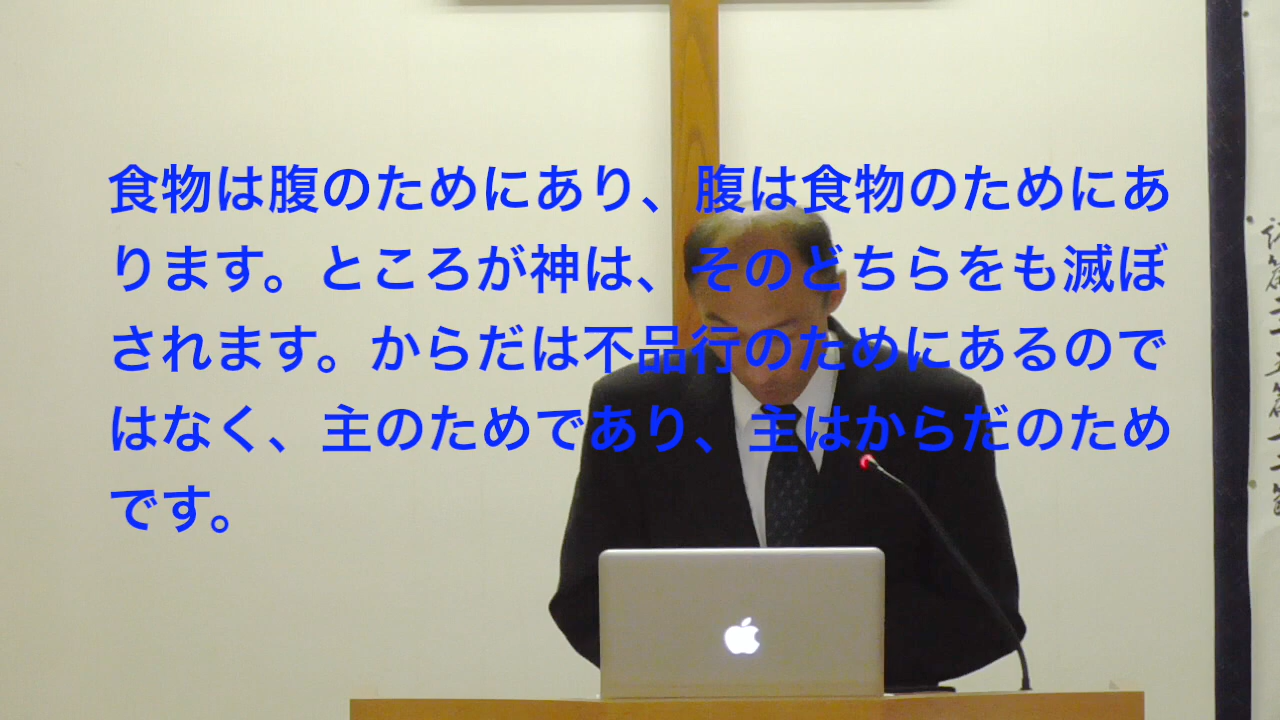 食物は腹のためにあり、腹は食物のためにあ
ります。ところが神は、そのどちらをも滅ぼ
されます。からだは不品行のためにあるので
はなく、主のためであり、主はからだのため
です。